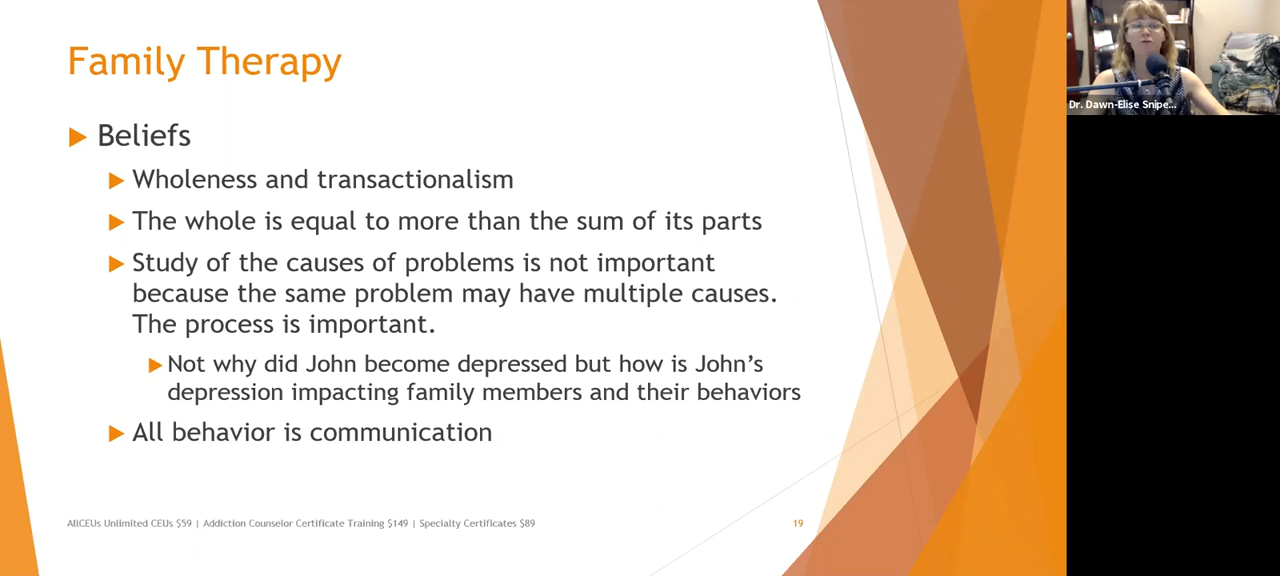 Family Therapy
Beliefs
Wholeness and transactionalism
The whole is equal to more than the sum of its parts
Study of the causes of problems is not important
because the same problem may have multiple causes.
The process is important.
Not why did John become depressed but how is John's
depression impacting family members and their behaviors
All behavior is communication
AllCEUs Unlimited CEUs $59 | Addiction Counselor Certificate Training $149 | Specialty Certificates $89
19
Dr. Dawn-Elise Snipe...